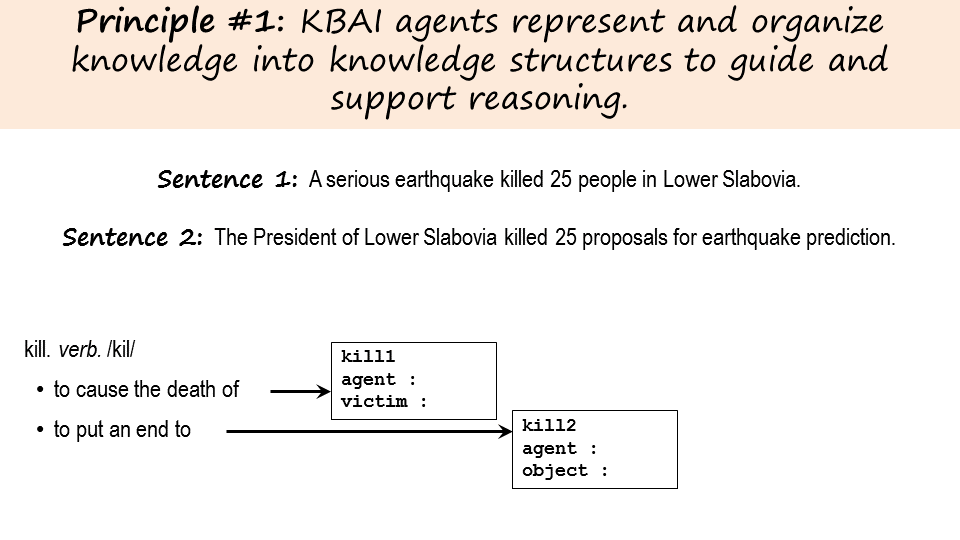 Principle #1: KBAI agents represent and organize
knowledge into knowledge structures to guide and
support reasoning.
Sentence 1: A serious earthquake killed 25 people in Lower Slabovia.
Sentence 2: The President of Lower Slabovia killed 25 proposals for earthquake prediction.
kill. verb. /kil/
• to cause the death of
• to put an end to
kill1
agent :
victim :
kill2
agent :
object :